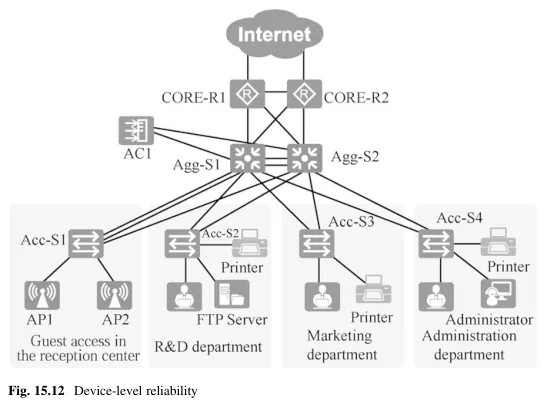 Internet
CORE-R1
CORE-R2
R
R
AC1
Agg-S1
Agg-S2
Acc-S1
Acc-S2
Acc-S3
Acc-S4
Printer
Printer
AP1
AP2
FTP Server
Printer
Administrator
Guest access in
the reception center
R&D department
Marketing
department
Administration
department
Fig. 15.12 Device-level reliability